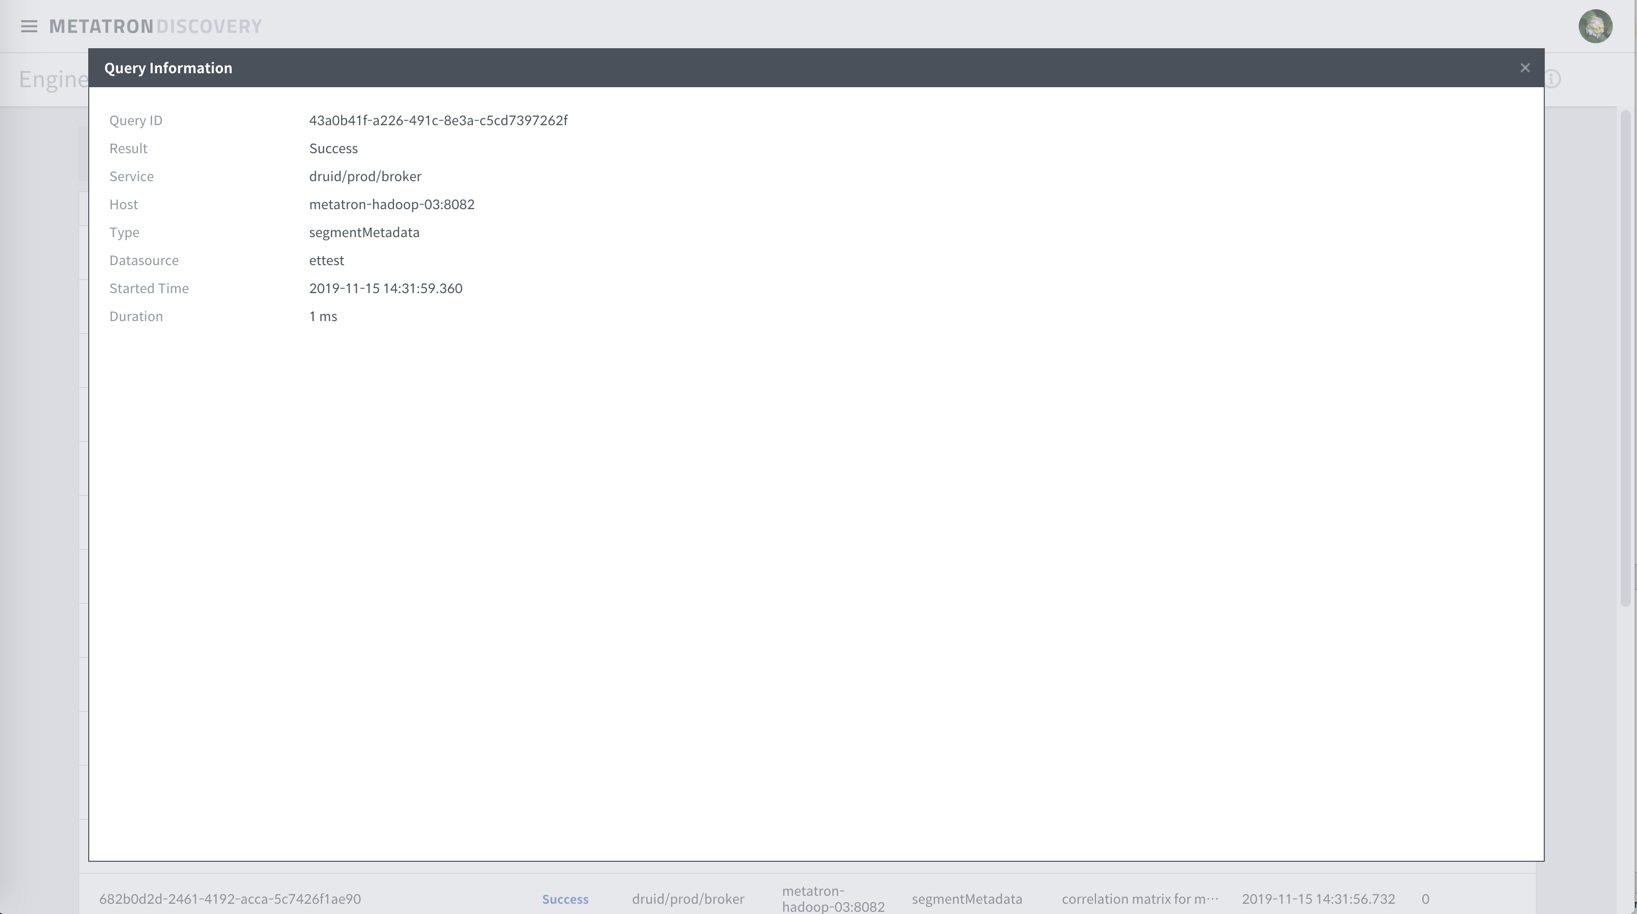 METATRON DISCOVERY
Engine
Query Information
Query ID 43a0b41f-a226-491c-8e3a-c5cd7397262f
Result Success
Service druid/prod/broker
Host metatron-hadoop-03:8082
Type segmentMetadata
Datasource ettest
Started Time 2019-11-15 14:31:59.360
Duration 1 ms
682b0d2d-2461-4192-acca-5c7426f1ae90 Success druid/prod/broker metatron-hadoop-03:8082 segmentMetadata correlation matrix for m··· 2019-11-15 14:31:56.732 0